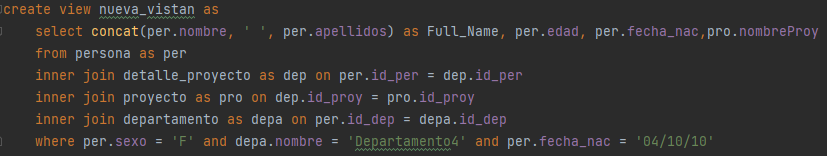 create view nueva_vistan as
select concat(per.nombre, ' ', per.apellidos) as Full_Name, per.edad, per.fecha_nac,pro.nombreProy
from persona as per
inner join detalle_proyecto as dep on per.id_per = dep.id_per
inner join proyecto as pro on dep.id_proy = pro.id_proy
inner join departamento as depa on per.id_dep = depa.id_dep
where per.sexo = 'F' and depa.nombre = 'Departamento4' and per.fecha_nac = '04/10/10'